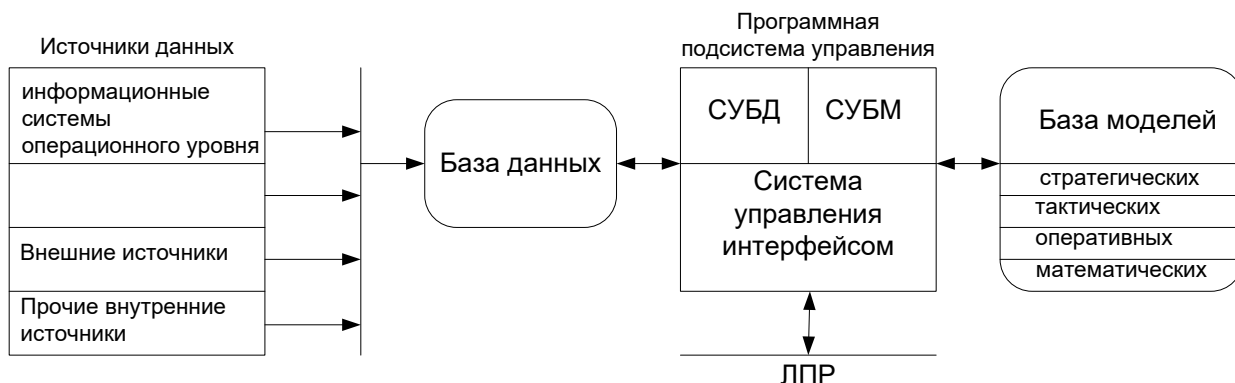 Источники данных
информационные
системы
операционного уровня
Внешние источники
Прочие внутренние
источники
База данных
Программная
подсистема управления
СУБД
СУБМ
Система
управления
интерфейсом
ЛПР
База моделей
стратегических
тактических
оперативных
математических